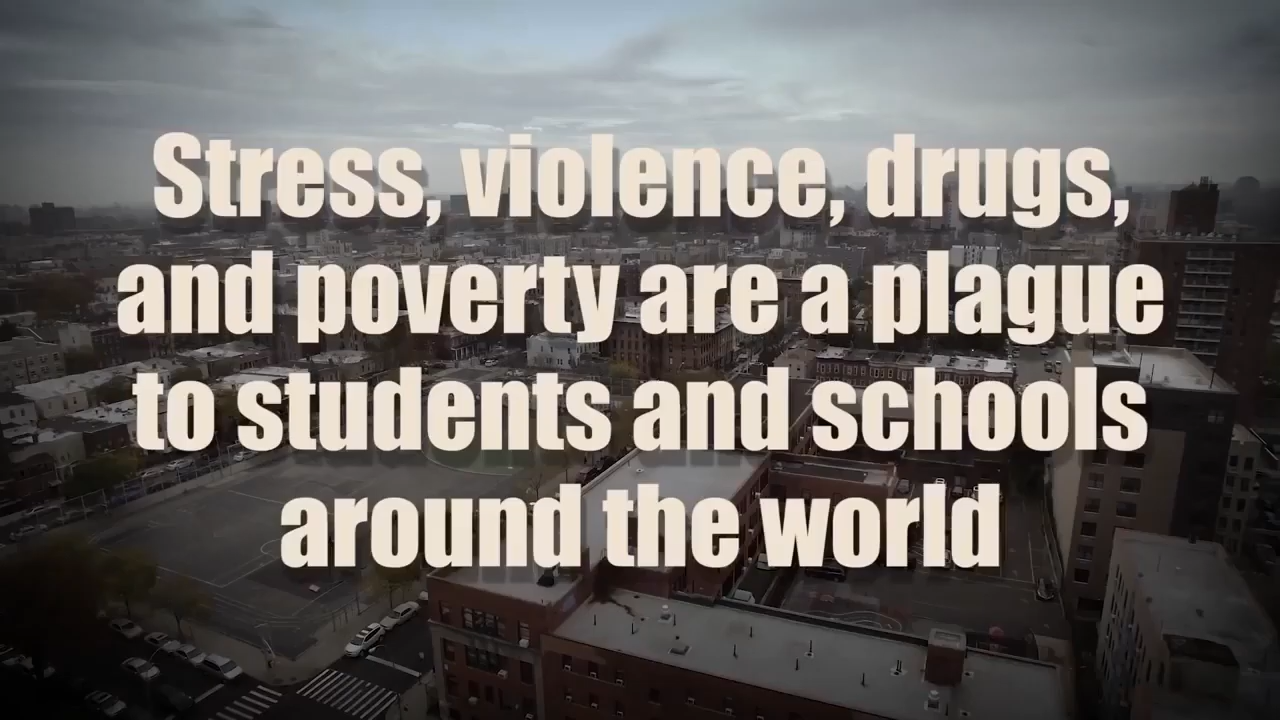 Stress, violence, drugs,
and poverty are a plague
to students and schools
around the world